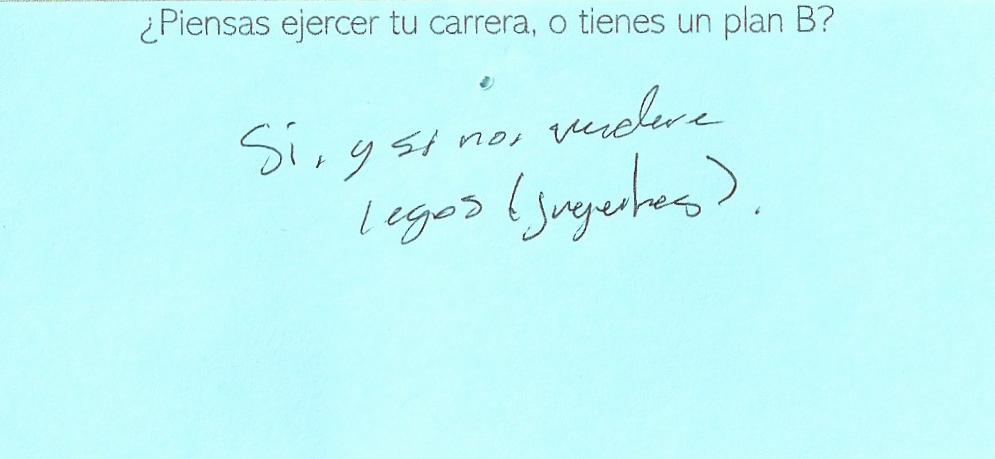 ¿Piensas ejercer tu carrera, o tienes un plan B?
Si, y si no, vendere
legos (juguetes).